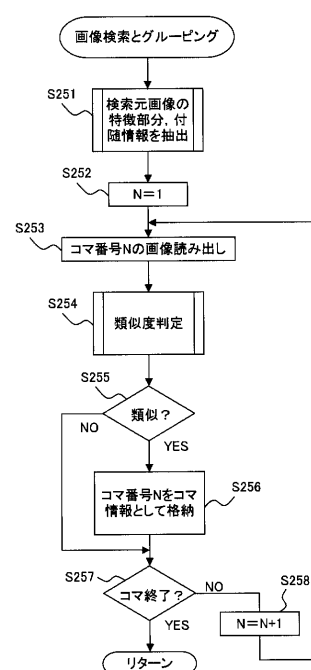 画像検索とグルーピング
S251
検索元画像の
特徴部分、付
随情報を抽出
S252
N=1
S253
コマ番号Nの画像読み出し
S254
類似度判定
S255
類似?
NO
YES
コマ番号Nをコマ
情報として格納
S256
S257
コマ終了?
NO
S258
N=N+1
YES
リターン